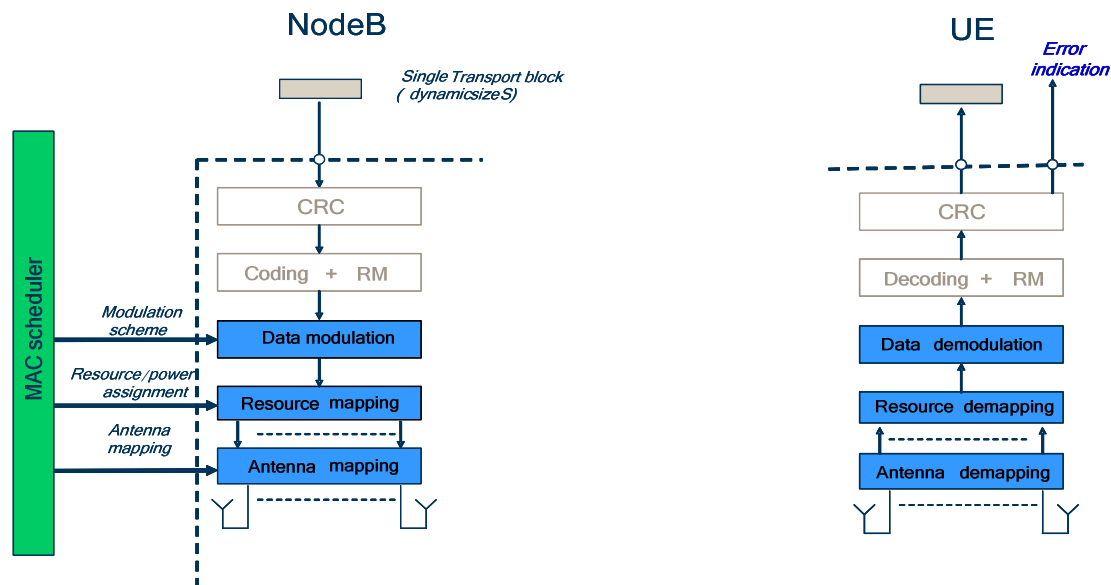 NodeB
UE
Error
indication
Single Transport block
( dynamicsizeS)
CRC
CRC
Coding + RM
Decoding + RM
MAC scheduler
Modulation
scheme
Data modulation
Data demodulation
Resource/power
assignment
Resource mapping
Resource demapping
Antenna
mapping
Antenna mapping
Antenna demapping